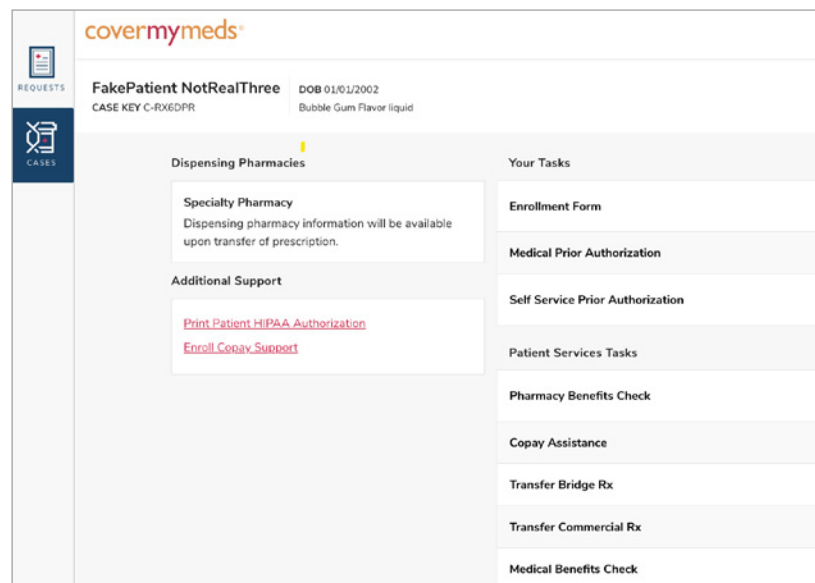 covermymeds®
REQUESTS
CASES
FakePatient NotRealThree
CASE KEY C-RX6DPR
DOB 01/01/2002
Bubble Gum Flavor liquid
Dispensing Pharmacies
Specialty Pharmacy
Dispensing pharmacy information will be available
upon transfer of prescription.
Additional Support
Print Patient HIPAA Authorization
Enroll Copay Support
Your Tasks
Enrollment Form
Medical Prior Authorization
Self Service Prior Authorization
Patient Services Tasks
Pharmacy Benefits Check
Copay Assistance
Transfer Bridge Rx
Transfer Commercial Rx
Medical Benefits Check